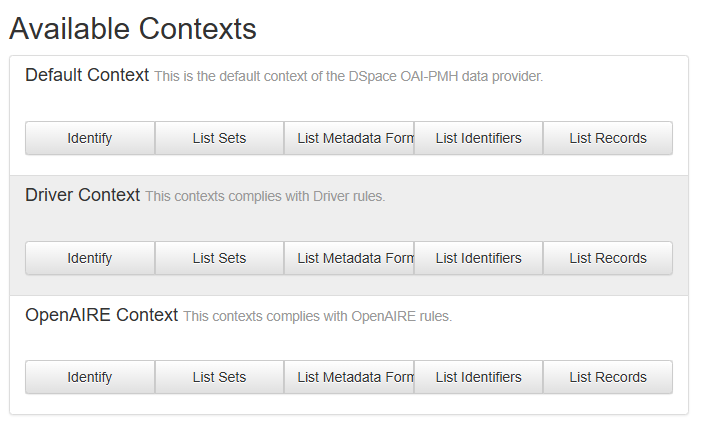 Available Contexts
Default Context This is the default context of the DSpace OAI-PMH data provider.
Identify List Sets List Metadata Form List Identifiers List Records
Driver Context This contexts complies with Driver rules.
Identify List Sets List Metadata Form List Identifiers List Records
OpenAIRE Context This contexts complies with OpenAIRE rules.
Identify List Sets List Metadata Form List Identifiers List Records